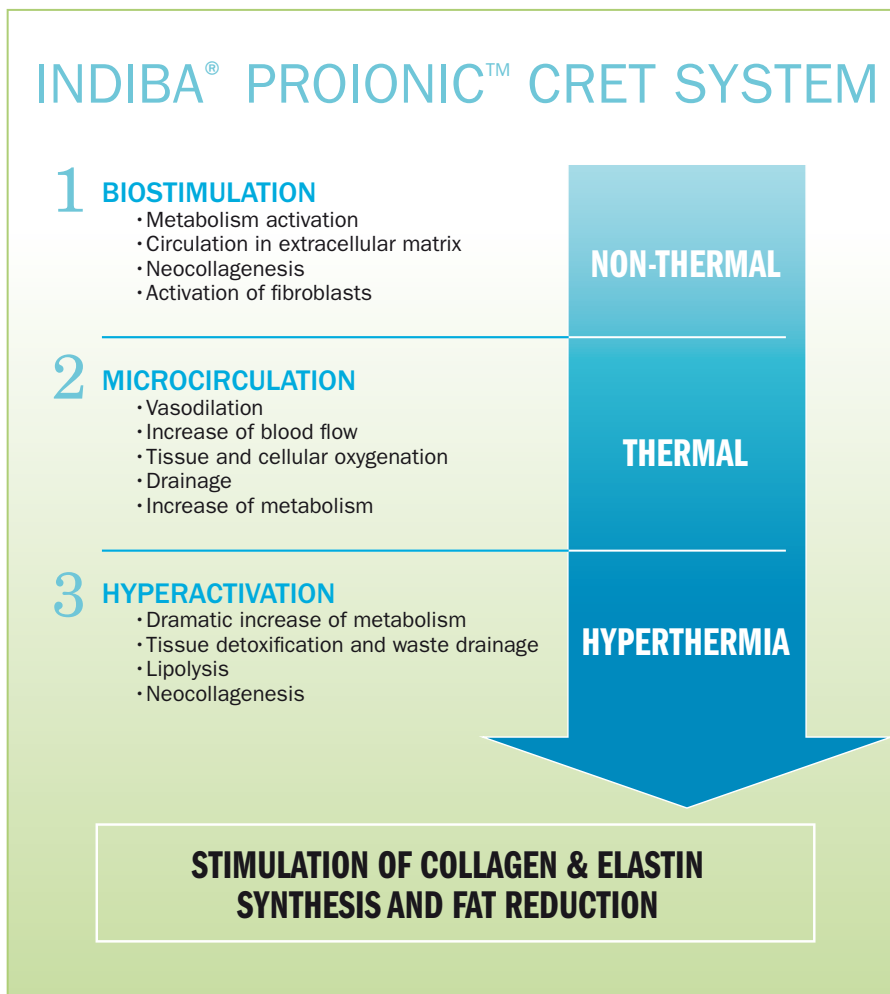 INDIBA® PROIONIC™ CRET SYSTEM
1 BIOSTIMULATION
· Metabolism activation
· Circulation in extracellular matrix
· Neocollagenesis
· Activation of fibroblasts
NON-THERMAL
2 MICROCIRCULATION
· Vasodilation
· Increase of blood flow
· Tissue and cellular oxygenation
· Drainage
· Increase of metabolism
THERMAL
3 HYPERACTIVATION
· Dramatic increase of metabolism
· Tissue detoxification and waste drainage
· Lipolysis
· Neocollagenesis
HYPERTHERMIA
STIMULATION OF COLLAGEN & ELASTIN
SYNTHESIS AND FAT REDUCTION